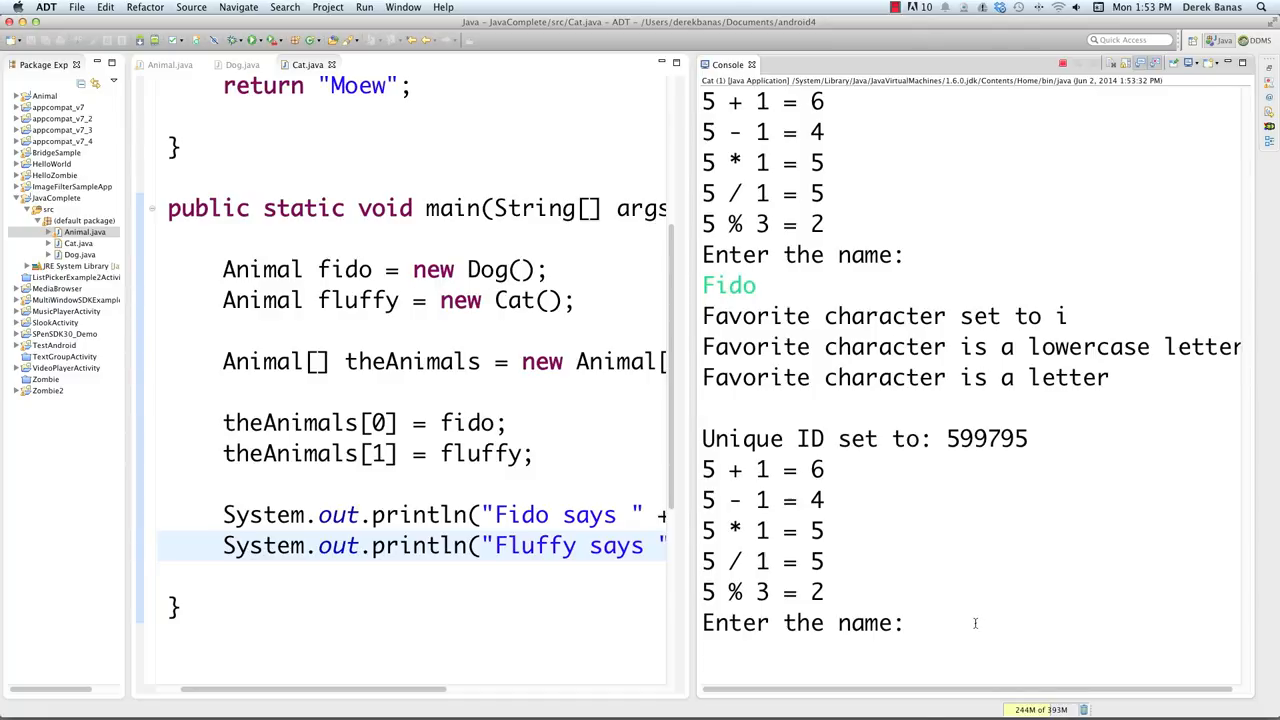 ADT File Edit Refactor Source Navigate Search Project Run Window Help
10 Mon 1:53 PM Derek Banas
Java - JavaComplete/src/Cat.java - ADT - /Users/derekbanas/Documents/android4
Quick Access Java DDMS
Package Exp
Animal
appcompat_v7
appcompat_v7_2
appcompat_v7_3
appcompat_v7_4
BridgeSample
HelloWorld
HelloZombie
ImageFilterSampleApp
JavaComplete
src
(default package)
Animal.java
Cat.java
Dog.java
JRE System Library [Ja
ListPickerExample2Activi
MediaBrowser
MultiWindowSDKExample
MusicPlayerActivity
SlookActivity
SPenSDK30_Demo
TestAndroid
TextGroupActivity
VideoPlayerActivity
Zombie
Zombie2
Animal.java Dog.java Cat.java
return "Moew";
}
public static void main(String[] args
Animal fido = new Dog();
Animal fluffy = new Cat();
Animal[] theAnimals = new Animal[
theAnimals[0] = fido;
theAnimals[1] = fluffy;
System.out.println("Fido says " +
System.out.println("Fluffy says "
}
Console
Cat (1) [Java Application] /System/Library/Java/JavaVirtualMachines/1.6.0.jdk/Contents/Home/bin/java (Jun 2, 2014 1:53:32 PM)
5 + 1 = 6
5 - 1 = 4
5 * 1 = 5
5 / 1 = 5
5 % 3 = 2
Enter the name:
Fido
Favorite character set to i
Favorite character is a lowercase letter
Favorite character is a letter
Unique ID set to: 599795
5 + 1 = 6
5 - 1 = 4
5 * 1 = 5
5 / 1 = 5
5 % 3 = 2
Enter the name:
244M of 393M